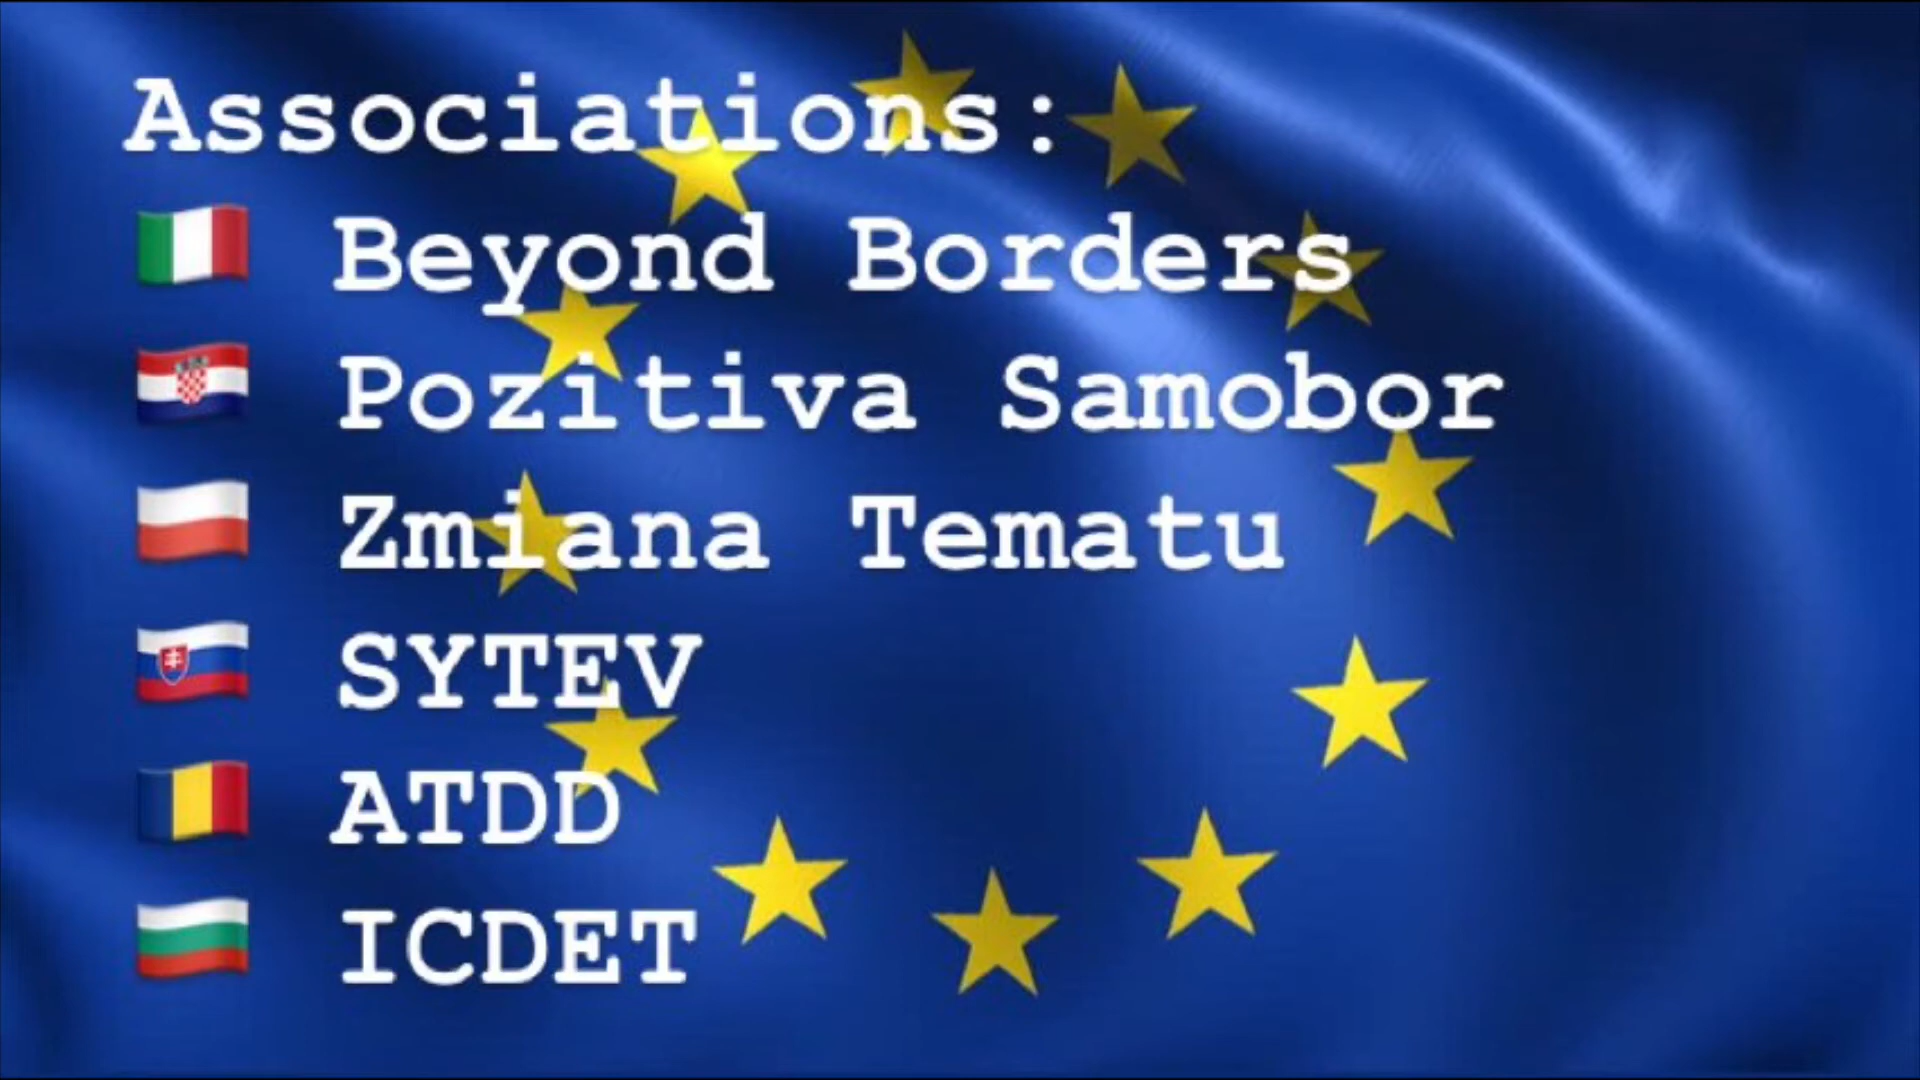 Associations:
Beyond Borders
Pozitiva Samobor
Zmiana Tematu
SYTEV
ATDD
ICDET